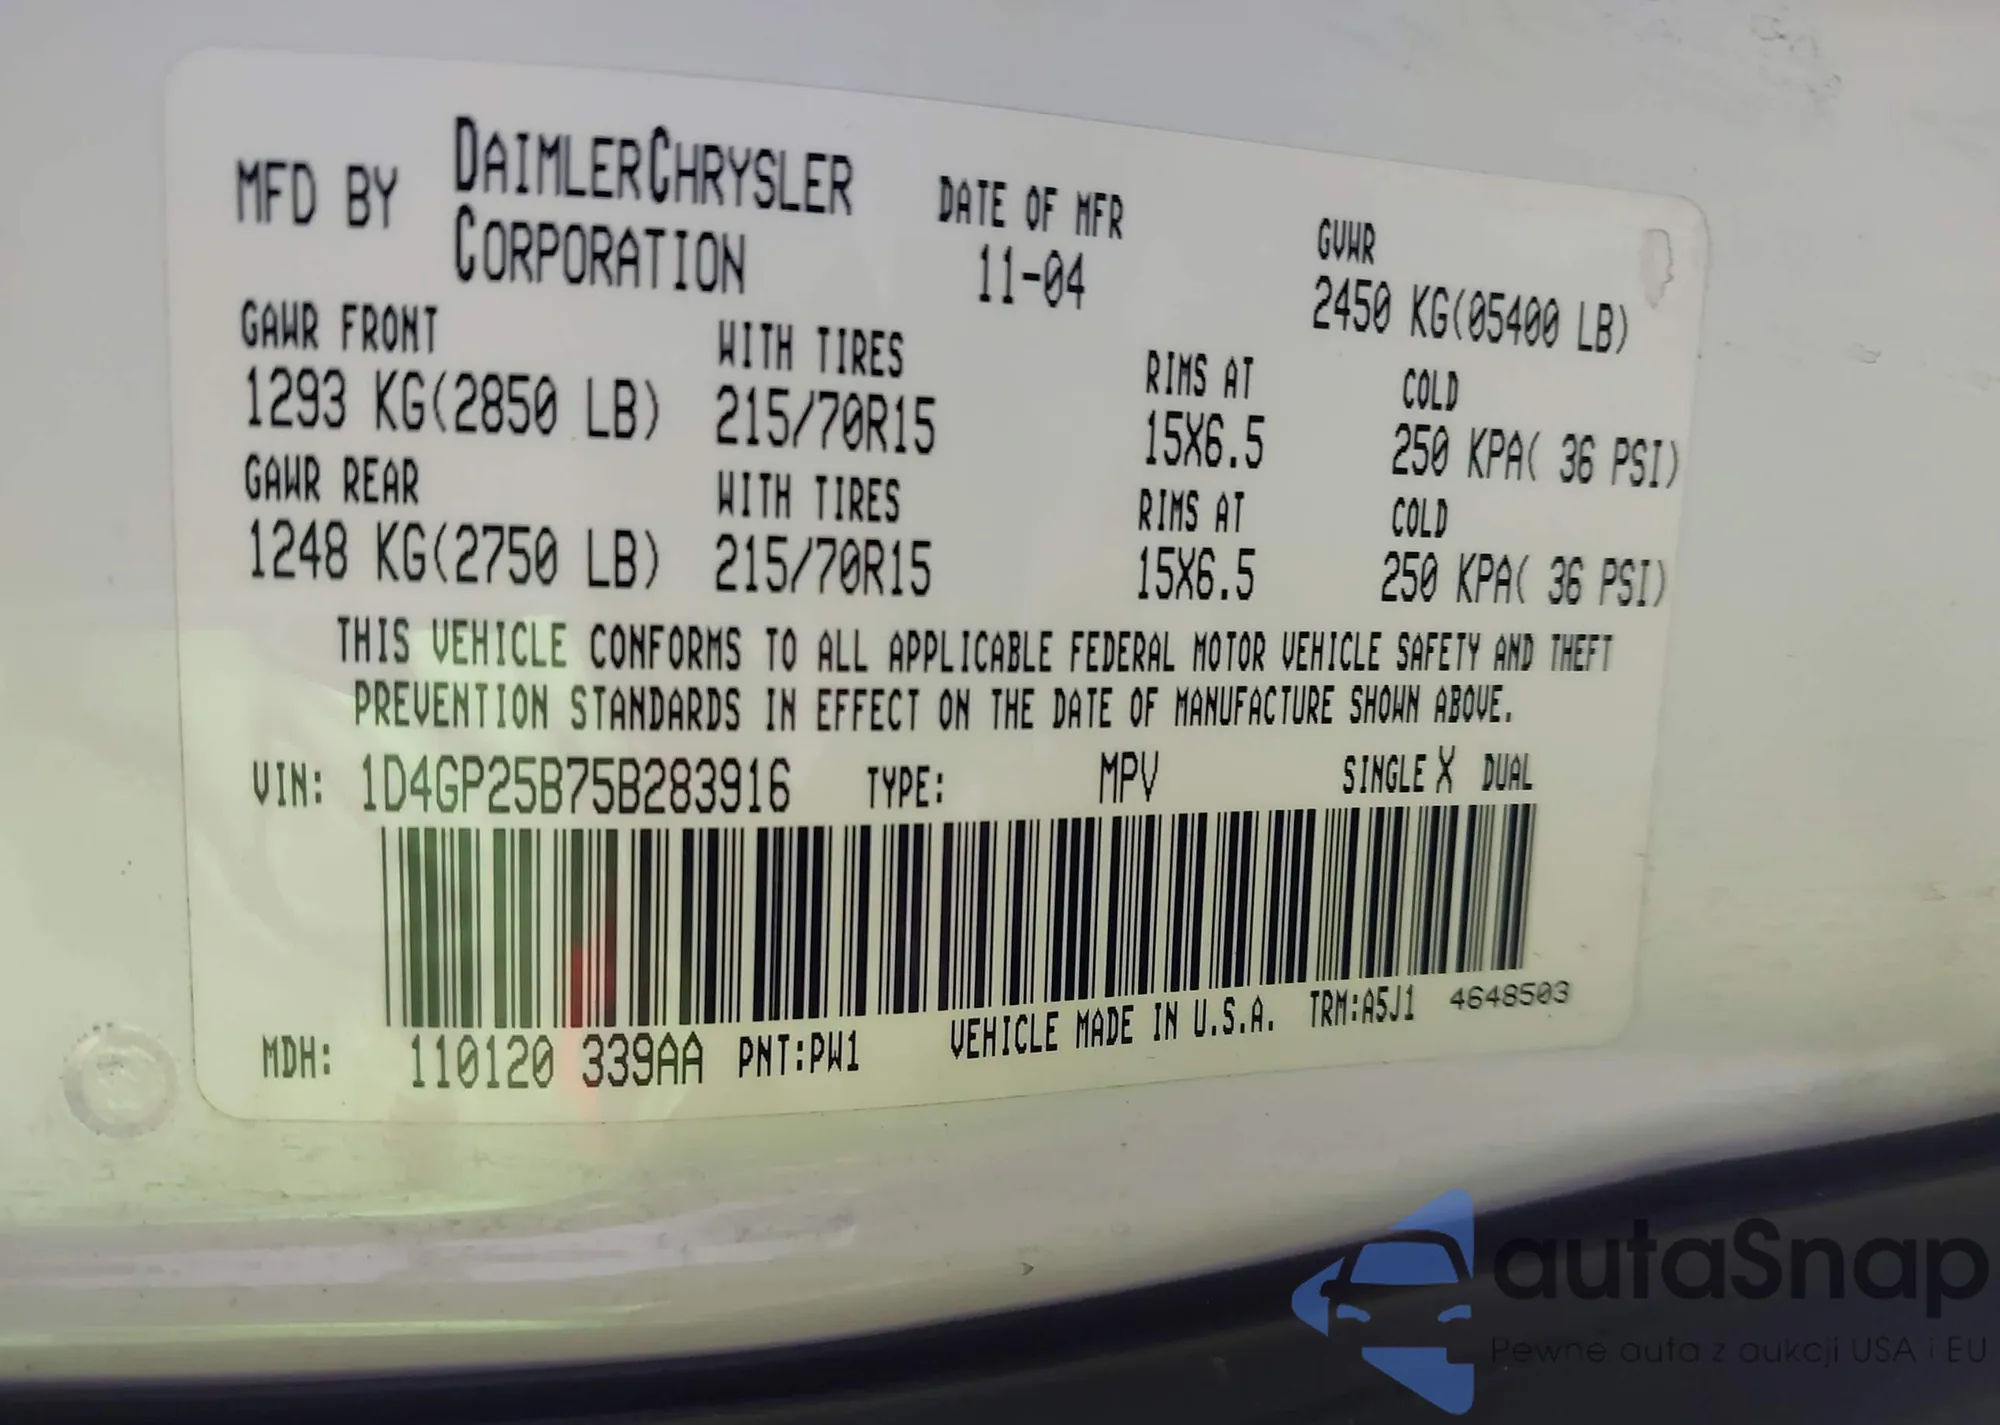 MFD BY DAIMLERCHRYSLER CORPORATION
DATE OF MFR
11-04
GVWR
2450 KG(05400 LB)
GAWR FRONT
1293 KG(2850 LB)
WITH TIRES
215/70R15
RIMS AT
15X6.5
COLD
250 KPA( 36 PSI)
GAWR REAR
1248 KG(2750 LB)
WITH TIRES
215/70R15
RIMS AT
15X6.5
COLD
250 KPA( 36 PSI)
THIS VEHICLE CONFORMS TO ALL APPLICABLE FEDERAL MOTOR VEHICLE SAFETY AND THEFT
PREVENTION STANDARDS IN EFFECT ON THE DATE OF MANUFACTURE SHOWN ABOVE.
VIN: 1D4GP25B75B283916 TYPE: MPV SINGLE X DUAL
MDH: 110120 339AA PNT:PW1 VEHICLE MADE IN U.S.A. TRM:A5J1 4648503
autaSnap
Pewne auta z aukcji USA i EU